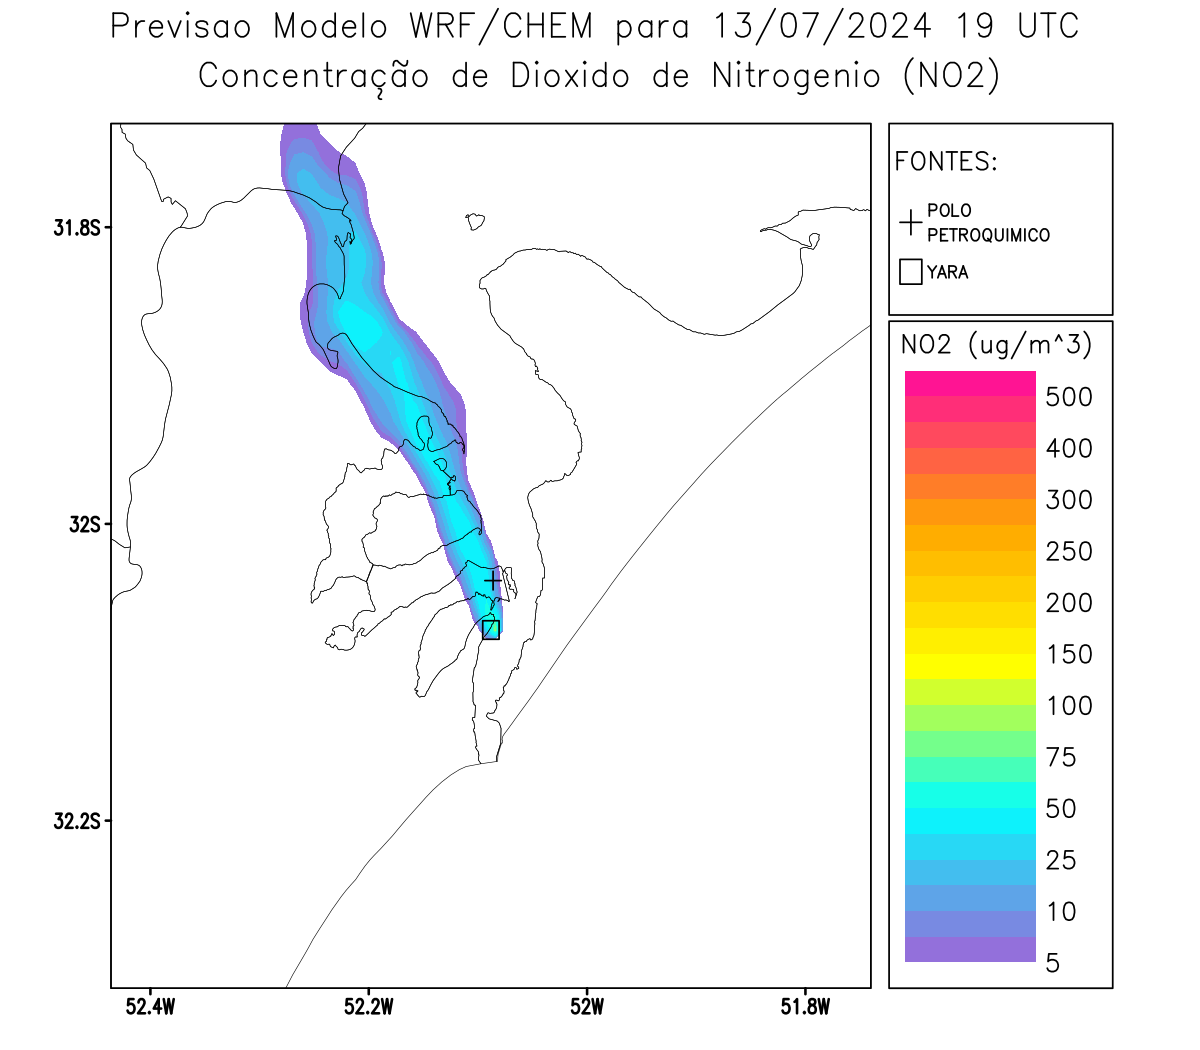 Previsao Modelo WRF/CHEM para 13/07/2024 19 UTC
Concentração de Dioxido de Nitrogenio (NO2)
FONTES:
POLO
PETROQUIMICO
YARA
NO2 (ug/m^3)
500
400
300
250
200
150
100
75
50
25
10
5
31.8S
32S
32.2S
52.4W
52.2W
52W
51.8W